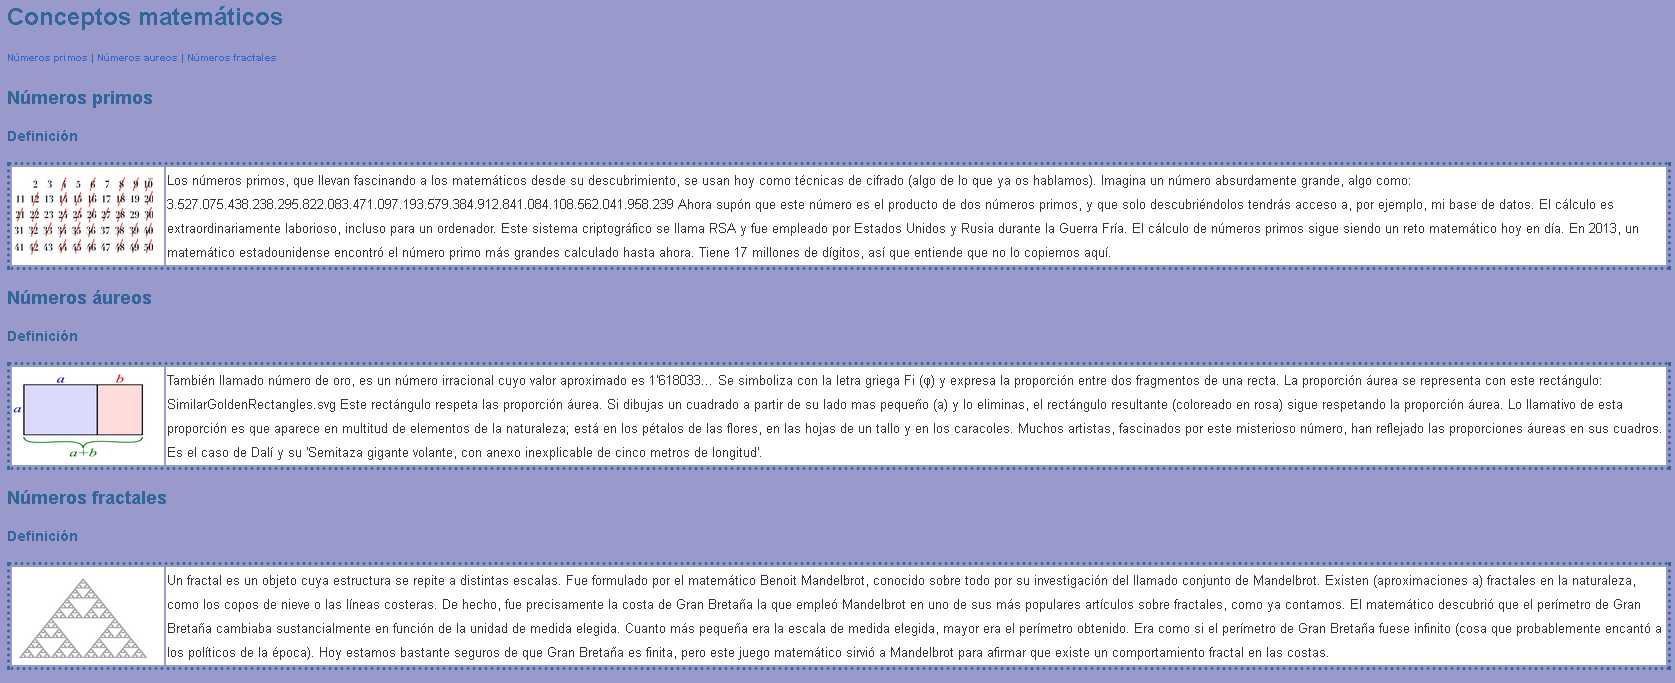 Conceptos matemáticos
Números primos | Números aureos | Números fractales
Números primos
Definición
2 3 4 5 6 7 8 9 10
11 12 13 14 15 16 17 18 19 20
21 22 23 24 25 26 27 28 29 30
31 32 33 34 35 36 37 38 39 40
41 42 43 44 45 46 47 48 49 50
Los números primos, que llevan fascinando a los matemáticos desde su descubrimiento, se usan hoy como técnicas de cifrado (algo de lo que ya os hablamos). Imagina un número absurdamente grande, algo como:
3.527.075.438.238.295.822.083.471.097.193.579.384.912.841.084.108.562.041.958.239 Ahora supón que este número es el producto de dos números primos, y que solo descubriéndolos tendrás acceso a, por ejemplo, mi base de datos. El cálculo es
extraordinariamente laborioso, incluso para un ordenador. Este sistema criptográfico se llama RSA y fue empleado por Estados Unidos y Rusia durante la Guerra Fría. El cálculo de números primos sigue siendo un reto matemático hoy en día. En 2013, un
matemático estadounidense encontró el número primo más grandes calculado hasta ahora. Tiene 17 millones de dígitos, así que entiende que no lo copiemos aquí.
Números áureos
Definición
a b
a
a+b
También llamado número de oro, es un número irracional cuyo valor aproximado es 1'618033... Se simboliza con la letra griega Fi (φ) y expresa la proporción entre dos fragmentos de una recta. La proporción áurea se representa con este rectángulo:
SimilarGoldenRectangles.svg Este rectángulo respeta las proporción áurea. Si dibujas un cuadrado a partir de su lado mas pequeño (a) y lo eliminas, el rectángulo resultante (coloreado en rosa) sigue respetando la proporción áurea. Lo llamativo de esta
proporción es que aparece en multitud de elementos de la naturaleza; está en los pétalos de las flores, en las hojas de un tallo y en los caracoles. Muchos artistas, fascinados por este misterioso número, han reflejado las proporciones áureas en sus cuadros.
Es el caso de Dalí y su 'Semitaza gigante volante, con anexo inexplicable de cinco metros de longitud'.
Números fractales
Definición
Un fractal es un objeto cuya estructura se repite a distintas escalas. Fue formulado por el matemático Benoit Mandelbrot, conocido sobre todo por su investigación del llamado conjunto de Mandelbrot. Existen (aproximaciones a) fractales en la naturaleza,
como los copos de nieve o las líneas costeras. De hecho, fue precisamente la costa de Gran Bretaña la que empleó Mandelbrot en uno de sus más populares artículos sobre fractales, como ya contamos. El matemático descubrió que el perímetro de Gran
Bretaña cambiaba sustancialmente en función de la unidad de medida elegida. Cuanto más pequeña era la escala de medida elegida, mayor era el perímetro obtenido. Era como si el perímetro de Gran Bretaña fuese infinito (cosa que probablemente encantó a
los políticos de la época). Hoy estamos bastante seguros de que Gran Bretaña es finita, pero este juego matemático sirvió a Mandelbrot para afirmar que existe un comportamiento fractal en las costas.